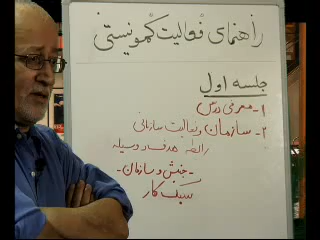 راهنمای فعالیت کمونیستی
جلسه اول
۱- معرفی درس
۲- سازمان و فعالیت سازمانی
رابطه هدف و وسیله
- جنبش و سازمان -
سبک کار